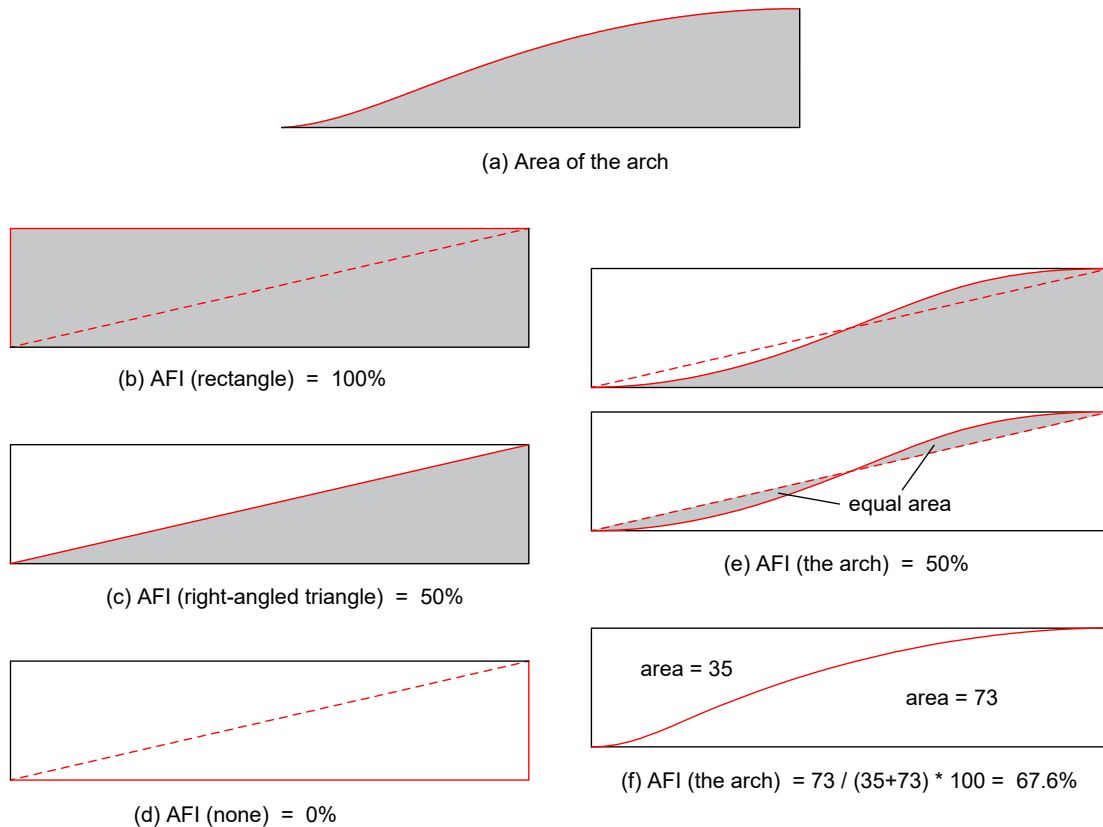 (a) Area of the arch
(b) AFI (rectangle) = 100%
(c) AFI (right-angled triangle) = 50%
(d) AFI (none) = 0%
equal area
(e) AFI (the arch) = 50%
area = 35
area = 73
(f) AFI (the arch) = 73 / (35+73) * 100 = 67.6%